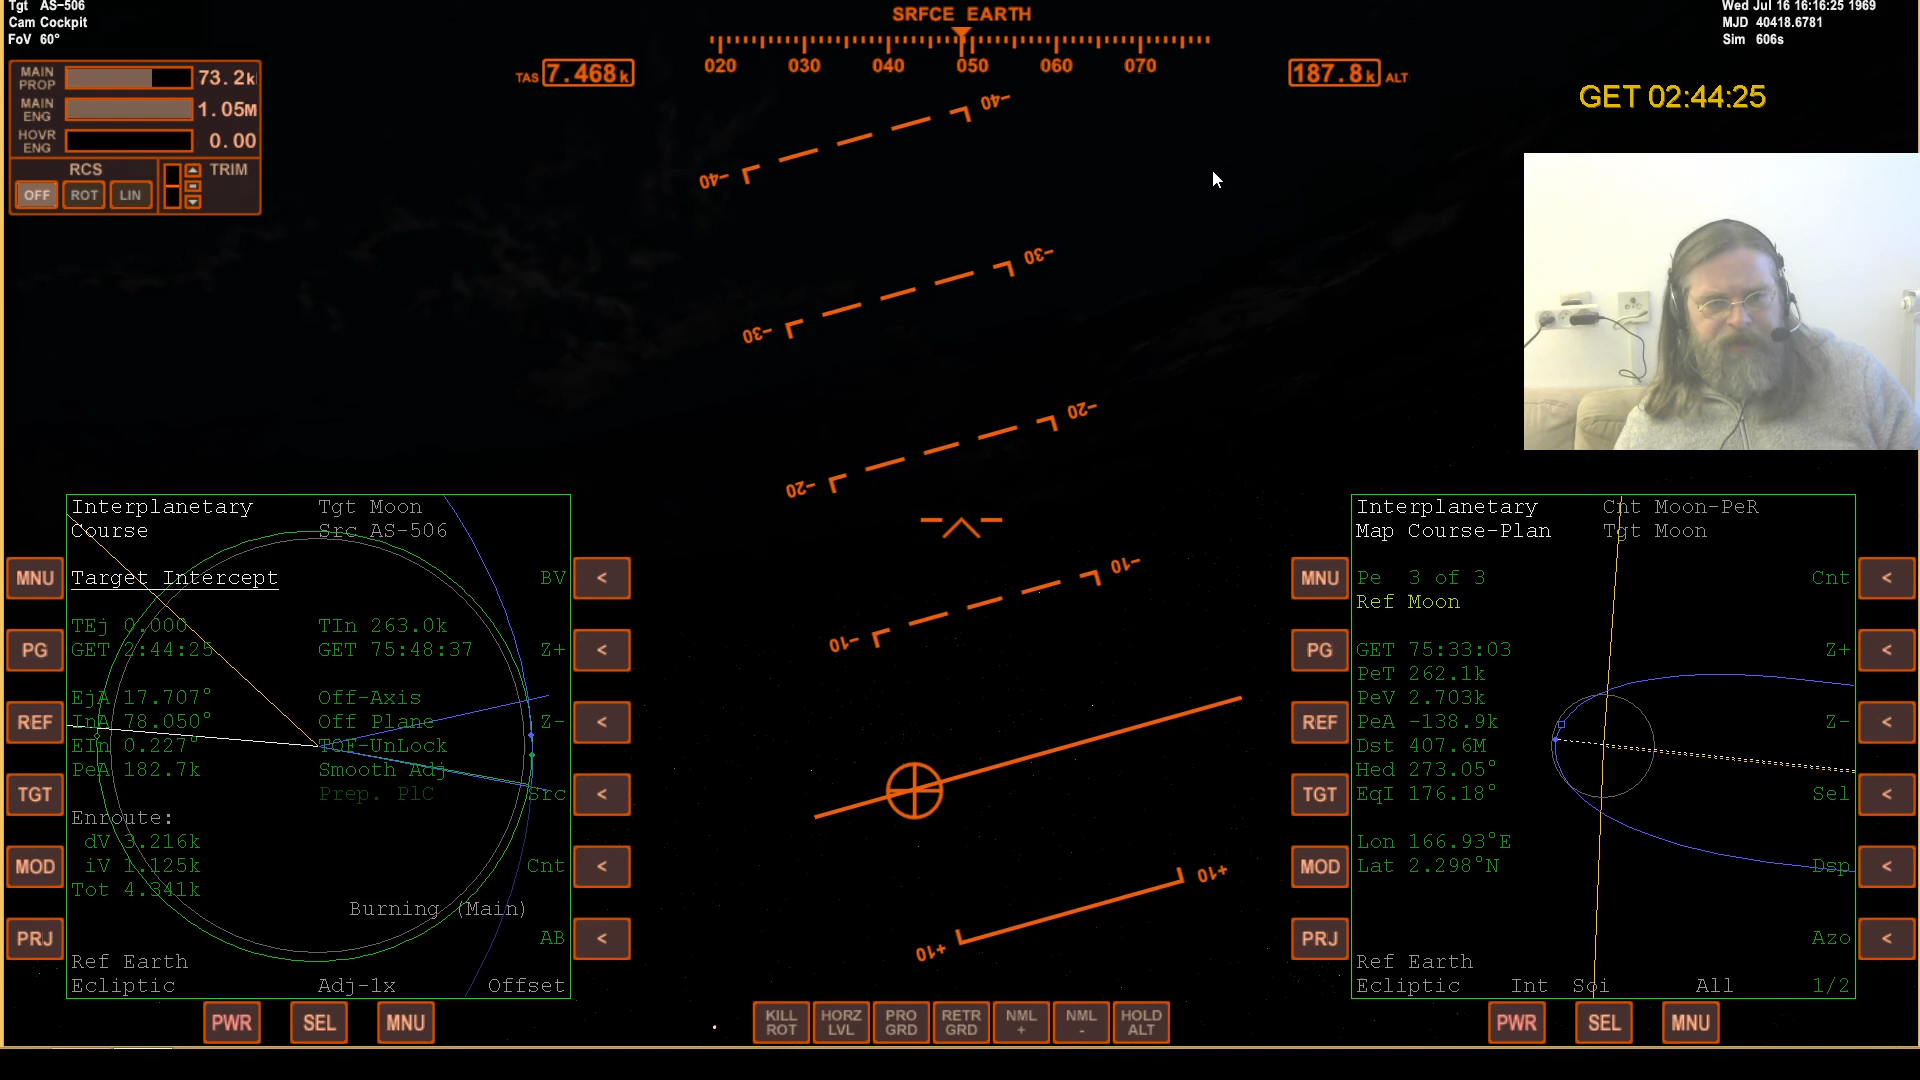 Tgt AS-506
Cam Cockpit
FoV 60°
SRFCE EARTH
Wed Jul 16 16:16:25 1969
MJD 40418.6781
Sim 606s
020 030 040 050 060 070
TAS 7.468k
187.8k ALT
GET 02:44:25
MAIN PROP 73.2k
MAIN ENG 1.05M
HOVR ENG 0.00
RCS
TRIM
OFF ROT LIN
40- 40-
30- 30-
20- 20-
10- 10-
10+ 10+
Interplanetary Tgt Moon
Course Src AS-506
Target Intercept
TEj 0.000 TIn 263.0k
GET 2:44:25 GET 75:48:37
EjA 17.707° Off-Axis
InA 78.050° Off Plane
EIn 0.227° TOF-UnLock
PeA 182.7k Smooth Adj
Prep. PlC
Enroute:
dV 3.216k
iV 1.125k
Tot 4.341k
Burning (Main)
Ref Earth
Ecliptic Adj-1x Offset
MNU BV <
PG Z+ <
REF Z- <
TGT Src <
MOD Cnt <
PRJ AB <
PWR SEL MNU
KILL ROT
HORZ LVL
PRO GRD
RETR GRD
NML +
NML -
HOLD ALT
Interplanetary Cnt Moon-PeR
Map Course-Plan Tgt Moon
Pe 3 of 3
Ref Moon
GET 75:33:03
PeT 262.1k
PeV 2.703k
PeA -138.9k
Dst 407.6M
Hed 273.05°
EqI 176.18°
Lon 166.93°E
Lat 2.298°N
Ref Earth
Ecliptic Int Soi All 1/2
MNU Cnt <
PG Z+ <
REF Z- <
TGT Sel <
MOD Dsp <
PRJ Azo <
PWR SEL MNU